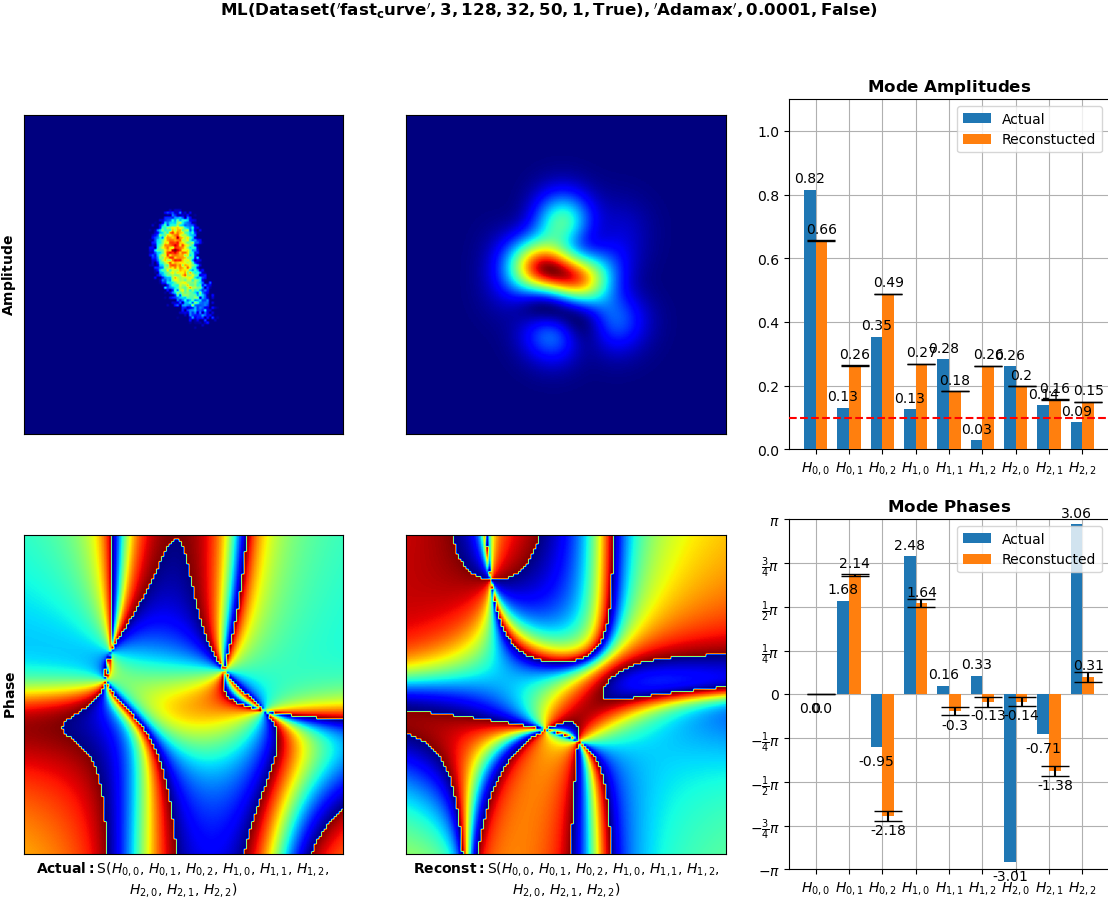 ML(Dataset('fast_curve', 3, 128, 32, 50, 1, True), 'Adamax', 0.0001, False)
Amplitude
Mode Amplitudes
Actual
Reconstucted
1.0
0.8
0.6
0.4
0.2
0.0
0.82
0.66
0.13
0.26
0.35
0.49
0.13
0.27
0.28
0.18
0.03
0.26
0.26
0.2
0.14
0.16
0.09
0.15
H0,0 H0,1 H0,2 H1,0 H1,1 H1,2 H2,0 H2,1 H2,2
Phase
Mode Phases
Actual
Reconstucted
π
3/4π
1/2π
1/4π
0
−1/4π
−1/2π
−3/4π
−π
0.0
0.0
1.68
2.14
-0.95
-2.18
2.48
1.64
0.16
-0.3
0.33
-0.13
-3.01
-0.14
-0.71
-1.38
3.06
0.31
H0,0 H0,1 H0,2 H1,0 H1,1 H1,2 H2,0 H2,1 H2,2
Actual: S(H0,0, H0,1, H0,2, H1,0, H1,1, H1,2,
H2,0, H2,1, H2,2)
Reconst: S(H0,0, H0,1, H0,2, H1,0, H1,1, H1,2,
H2,0, H2,1, H2,2)